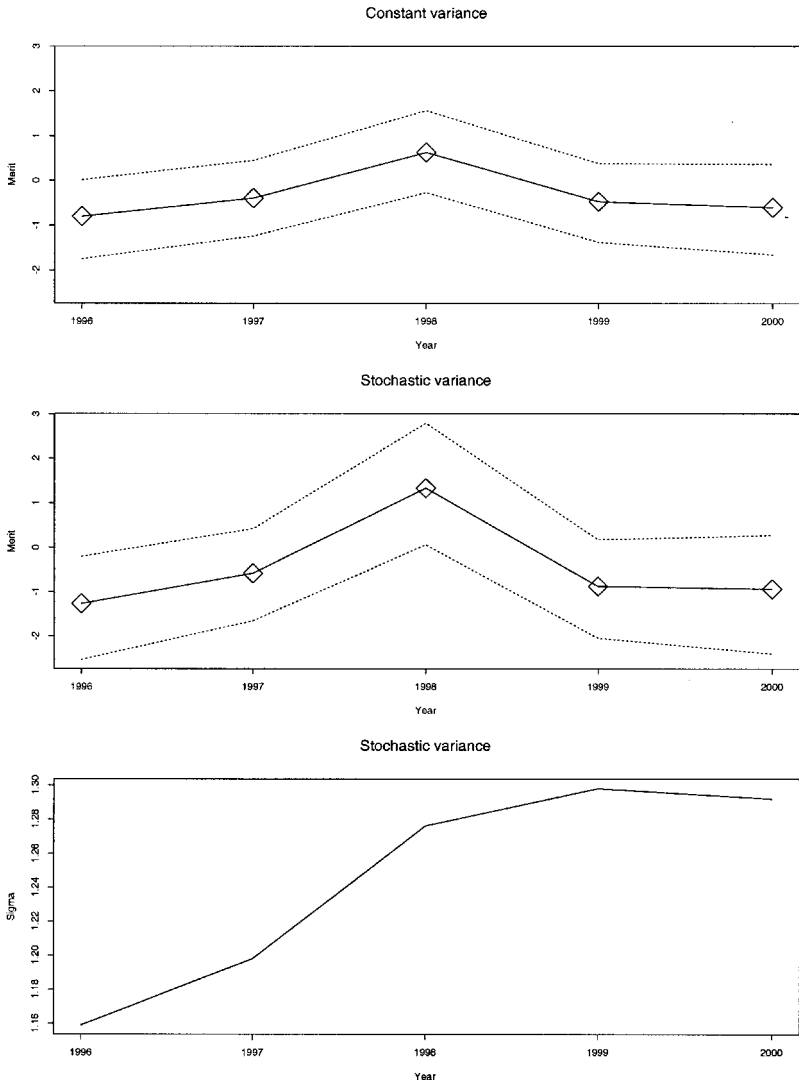 Constant variance
3
2
1
0
-1
-2
Merit
1996 1997 1998 1999 2000
Year
Stochastic variance
3
2
1
0
-1
-2
Merit
1996 1997 1998 1999 2000
Year
Stochastic variance
1.30
1.28
1.26
1.24
1.22
1.20
1.18
1.16
Sigma
1996 1997 1998 1999 2000
Year